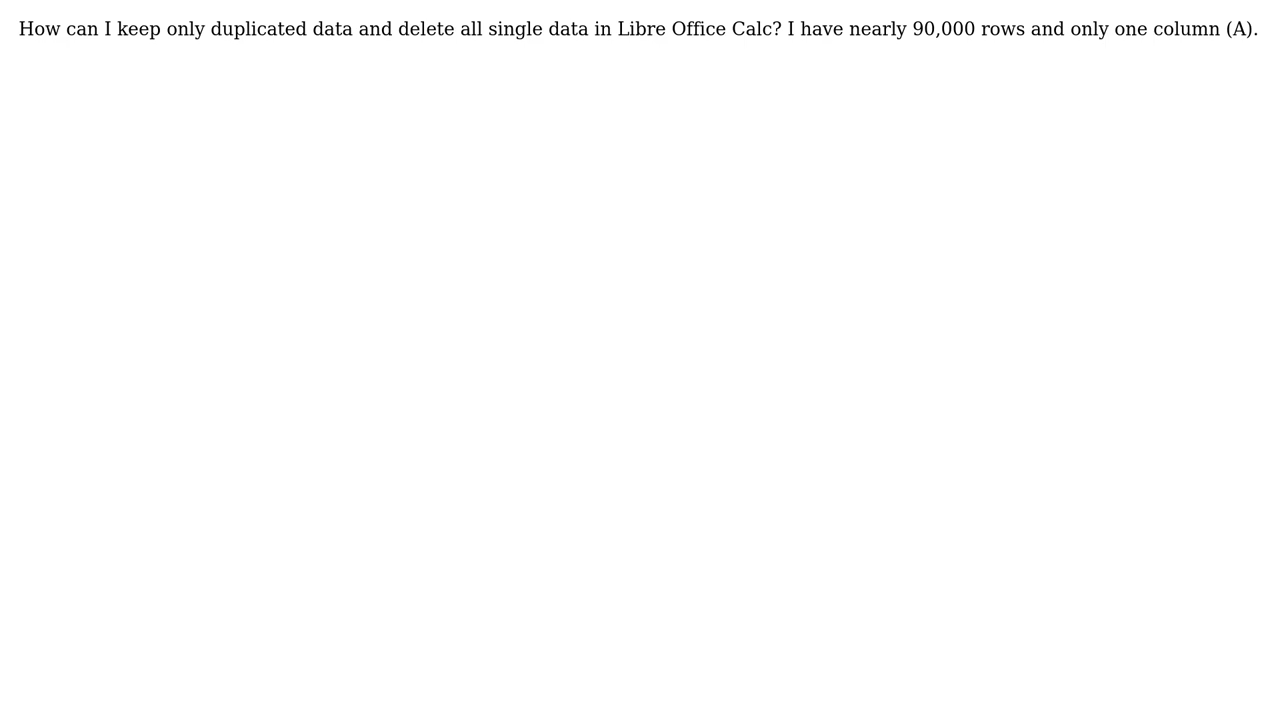 How can I keep only duplicated data and delete all single data in Libre Office Calc? I have nearly 90,000 rows and only one column (A).